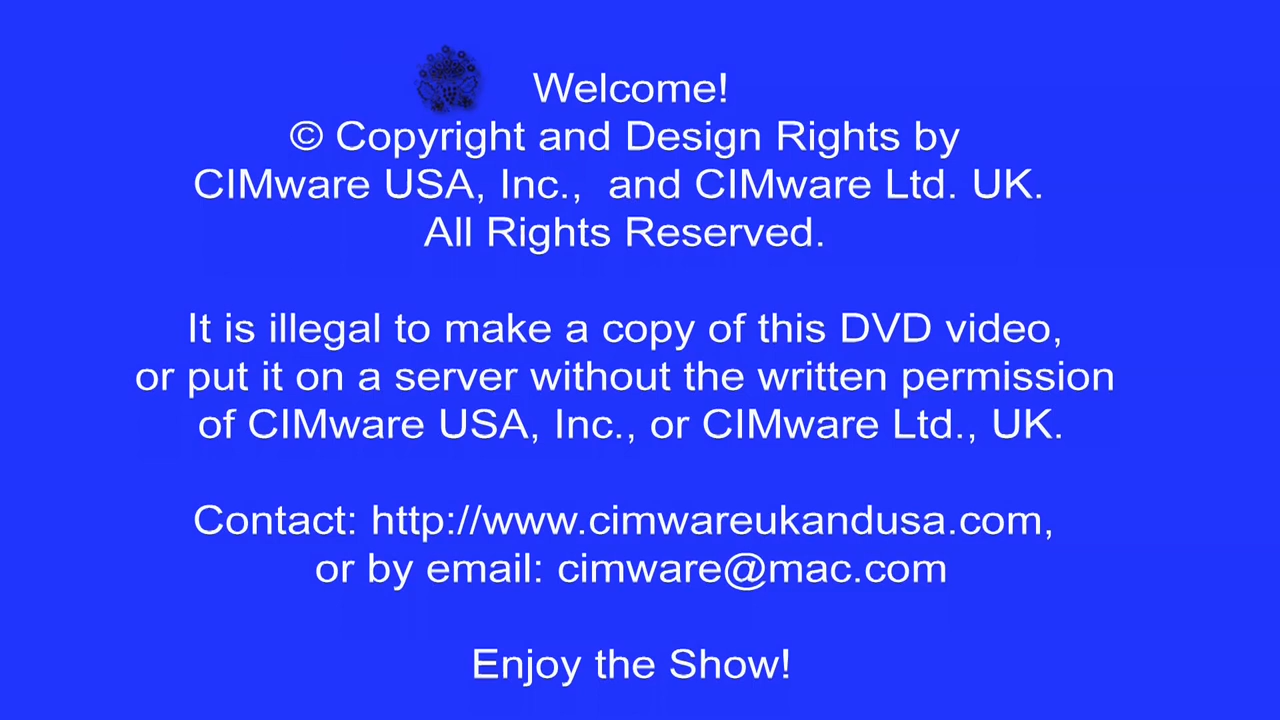 Welcome!
© Copyright and Design Rights by
CIMware USA, Inc.,  and CIMware Ltd. UK.
All Rights Reserved.
It is illegal to make a copy of this DVD video,
or put it on a server without the written permission
of CIMware USA, Inc., or CIMware Ltd., UK.
Contact: http://www.cimwareukandusa.com,
or by email: cimware@mac.com
Enjoy the Show!